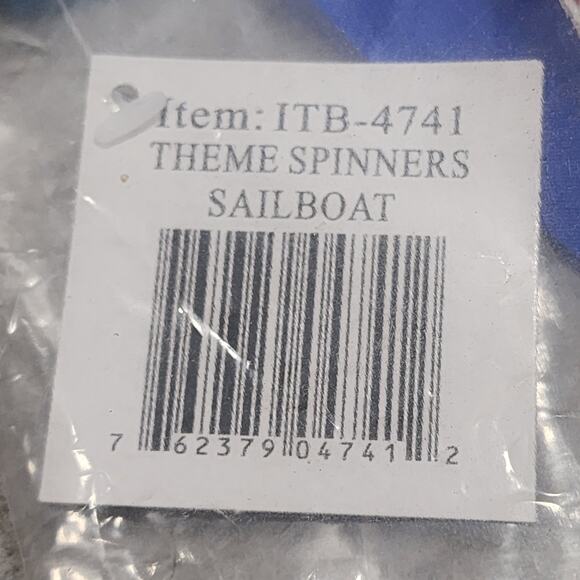 Item: ITB-4741
THEME SPINNERS
SAILBOAT
7 62379 04741 2